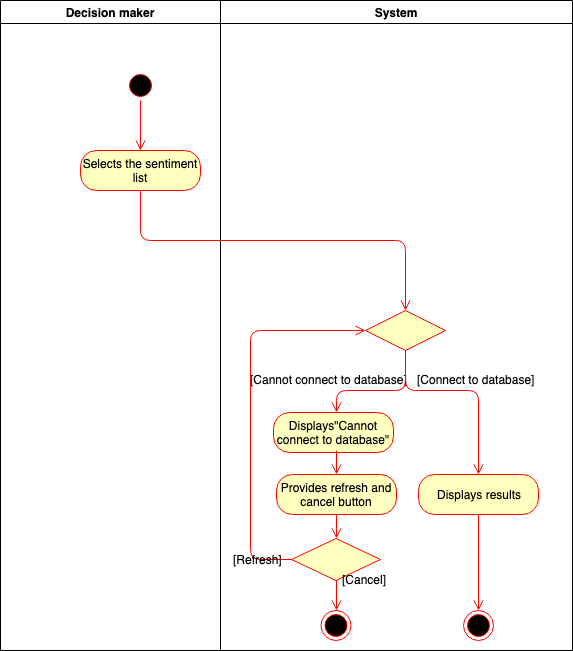 Decision maker
System
Selects the sentiment
list
[Cannot connect to database]
[Connect to database]
Displays"Cannot
connect to database"
Provides refresh and
cancel button
Displays results
[Refresh]
[Cancel]